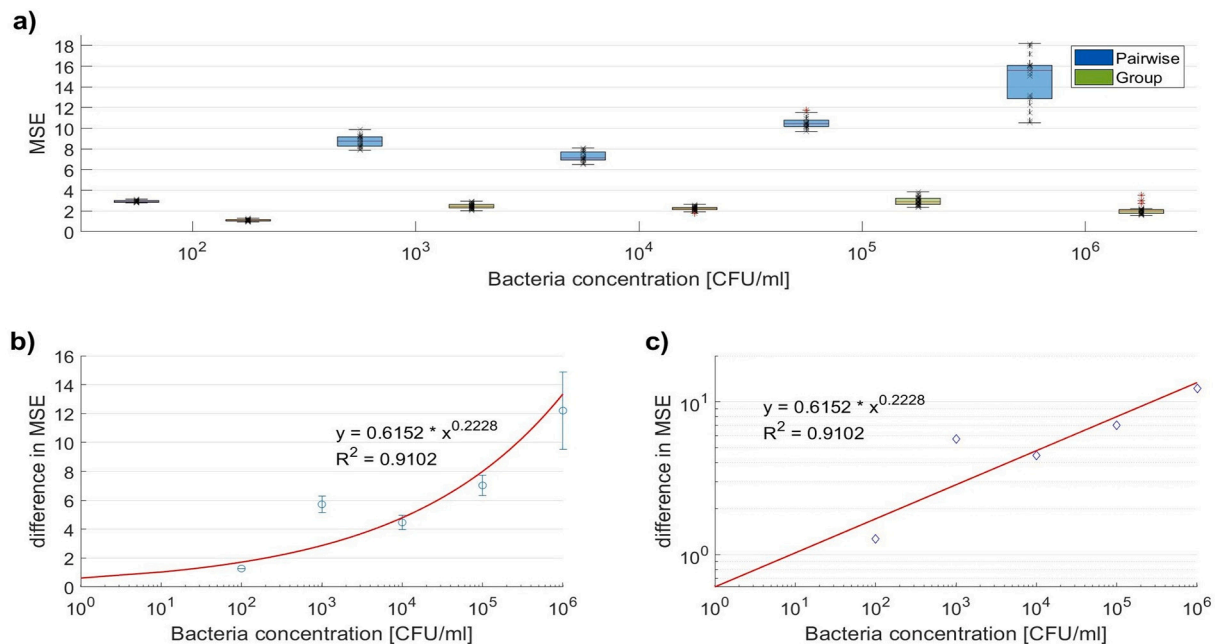 a)
18
16
14
12
10
8
6
4
2
0
MSE
Pairwise
Group
10^2
10^3
10^4
10^5
10^6
Bacteria concentration [CFU/ml]
b)
16
14
12
10
8
6
4
2
0
difference in MSE
y = 0.6152 * x^0.2228
R^2 = 0.9102
10^0
10^1
10^2
10^3
10^4
10^5
10^6
Bacteria concentration [CFU/ml]
c)
10^1
10^0
difference in MSE
y = 0.6152 * x^0.2228
R^2 = 0.9102
10^0
10^1
10^2
10^3
10^4
10^5
10^6
Bacteria concentration [CFU/ml]